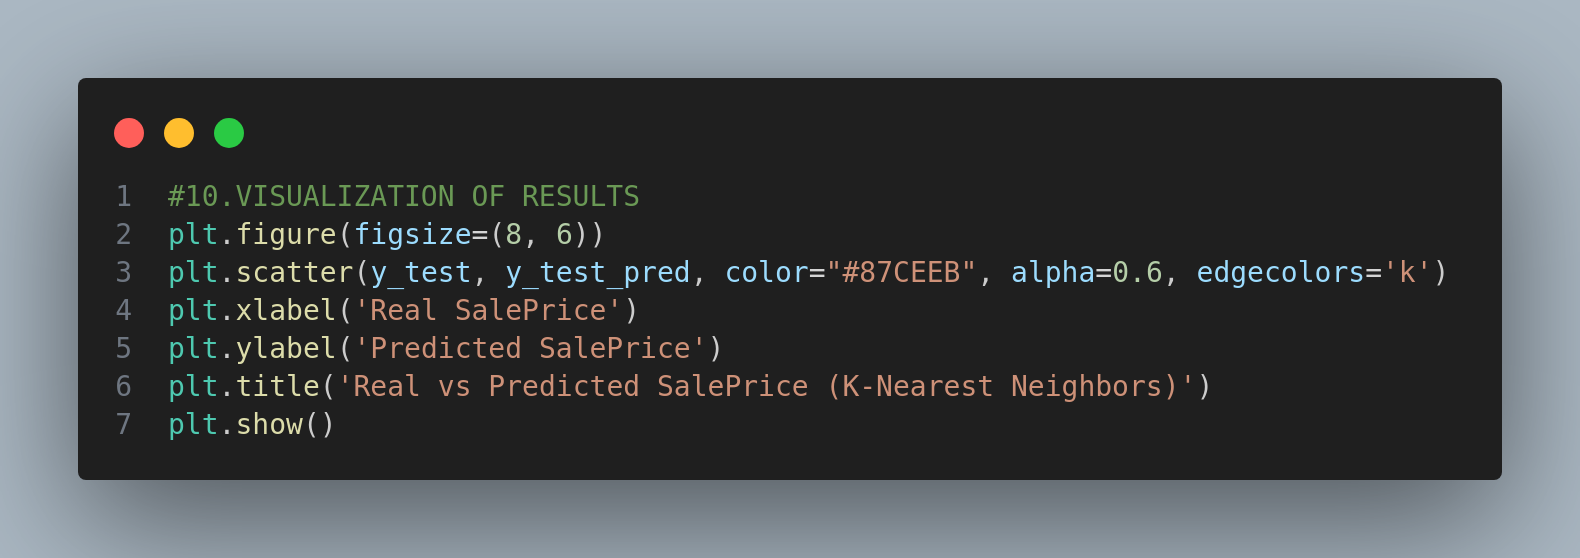 1 #10.VISUALIZATION OF RESULTS
2 plt.figure(figsize=(8, 6))
3 plt.scatter(y_test, y_test_pred, color="#87CEEB", alpha=0.6, edgecolors='k')
4 plt.xlabel('Real SalePrice')
5 plt.ylabel('Predicted SalePrice')
6 plt.title('Real vs Predicted SalePrice (K-Nearest Neighbors)')
7 plt.show()